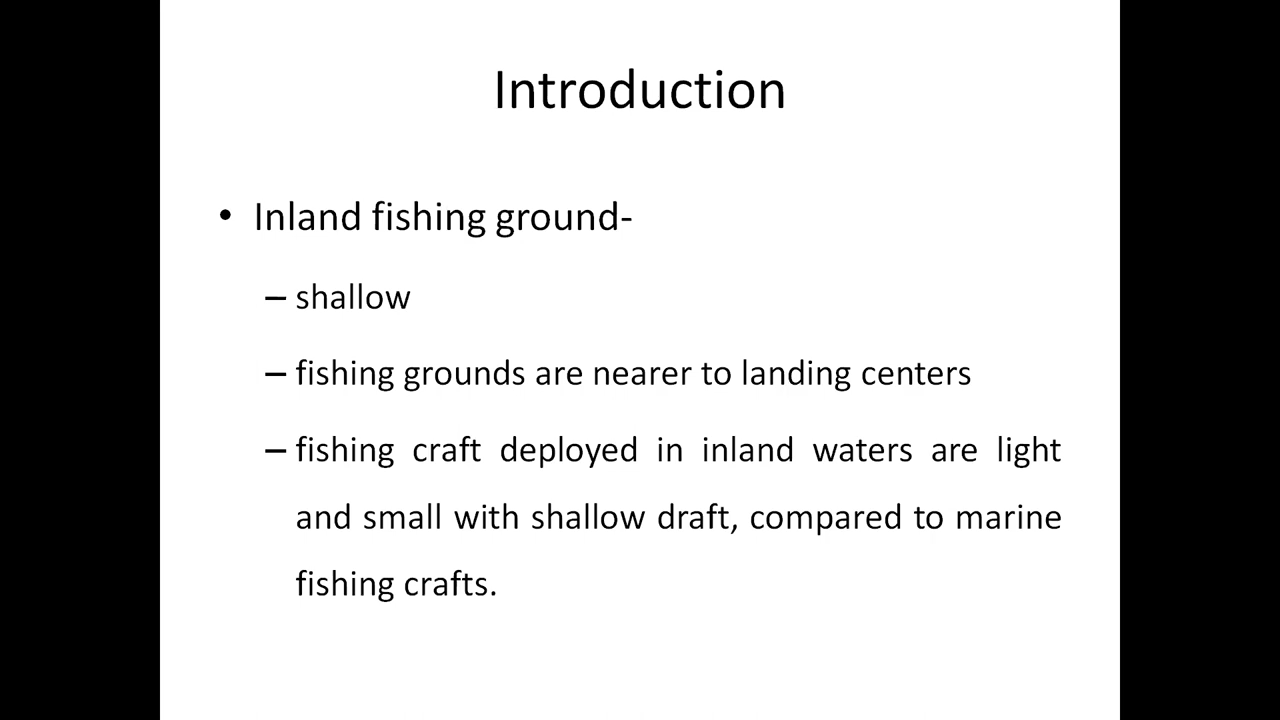 Introduction
• Inland fishing ground-
– shallow
– fishing grounds are nearer to landing centers
– fishing craft deployed in inland waters are light
and small with shallow draft, compared to marine
fishing crafts.